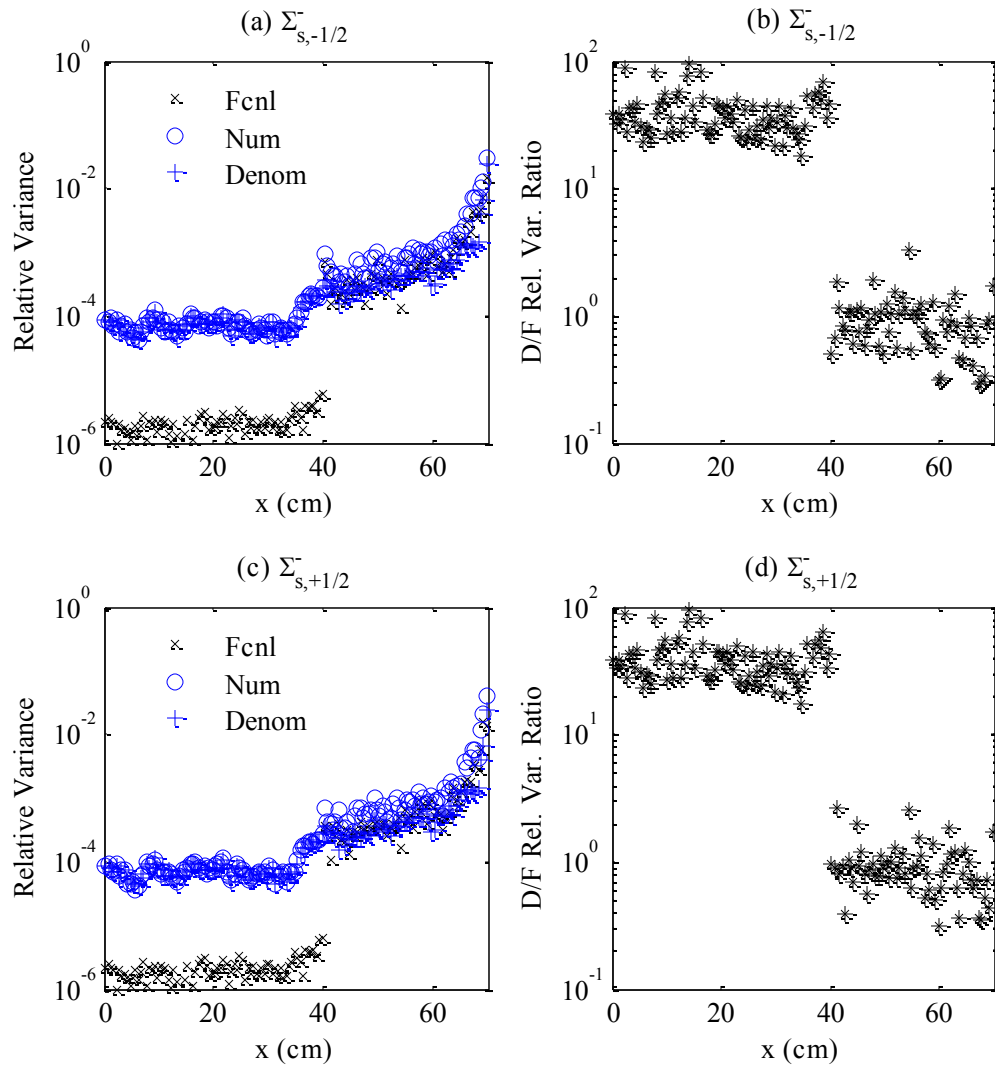 (a) Σ⁻s,-1/2
10⁰
10⁻²
10⁻⁴
10⁻⁶
Relative Variance
Fcnl
Num
Denom
0 20 40 60
x (cm)
(b) Σ⁻s,-1/2
10²
10¹
10⁰
10⁻¹
D/F Rel. Var. Ratio
0 20 40 60
x (cm)
(c) Σ⁻s,+1/2
10⁰
10⁻²
10⁻⁴
10⁻⁶
Relative Variance
Fcnl
Num
Denom
0 20 40 60
x (cm)
(d) Σ⁻s,+1/2
10²
10¹
10⁰
10⁻¹
D/F Rel. Var. Ratio
0 20 40 60
x (cm)